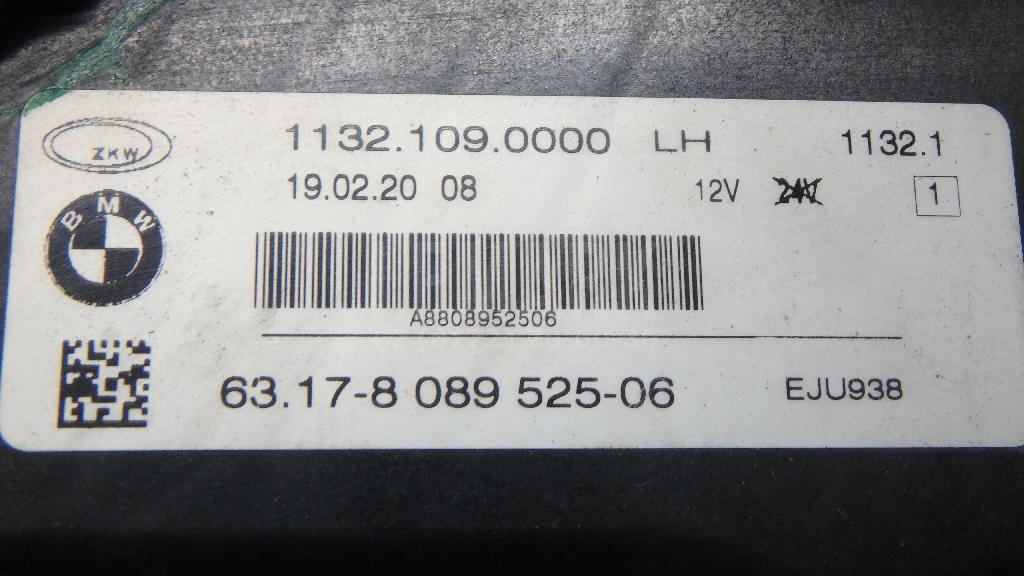 ZKW
1132.109.0000 LH 1132.1
19.02.20 08 12V 24V 1
BMW
A8808952506
63.17-8 089 525-06 EJU938